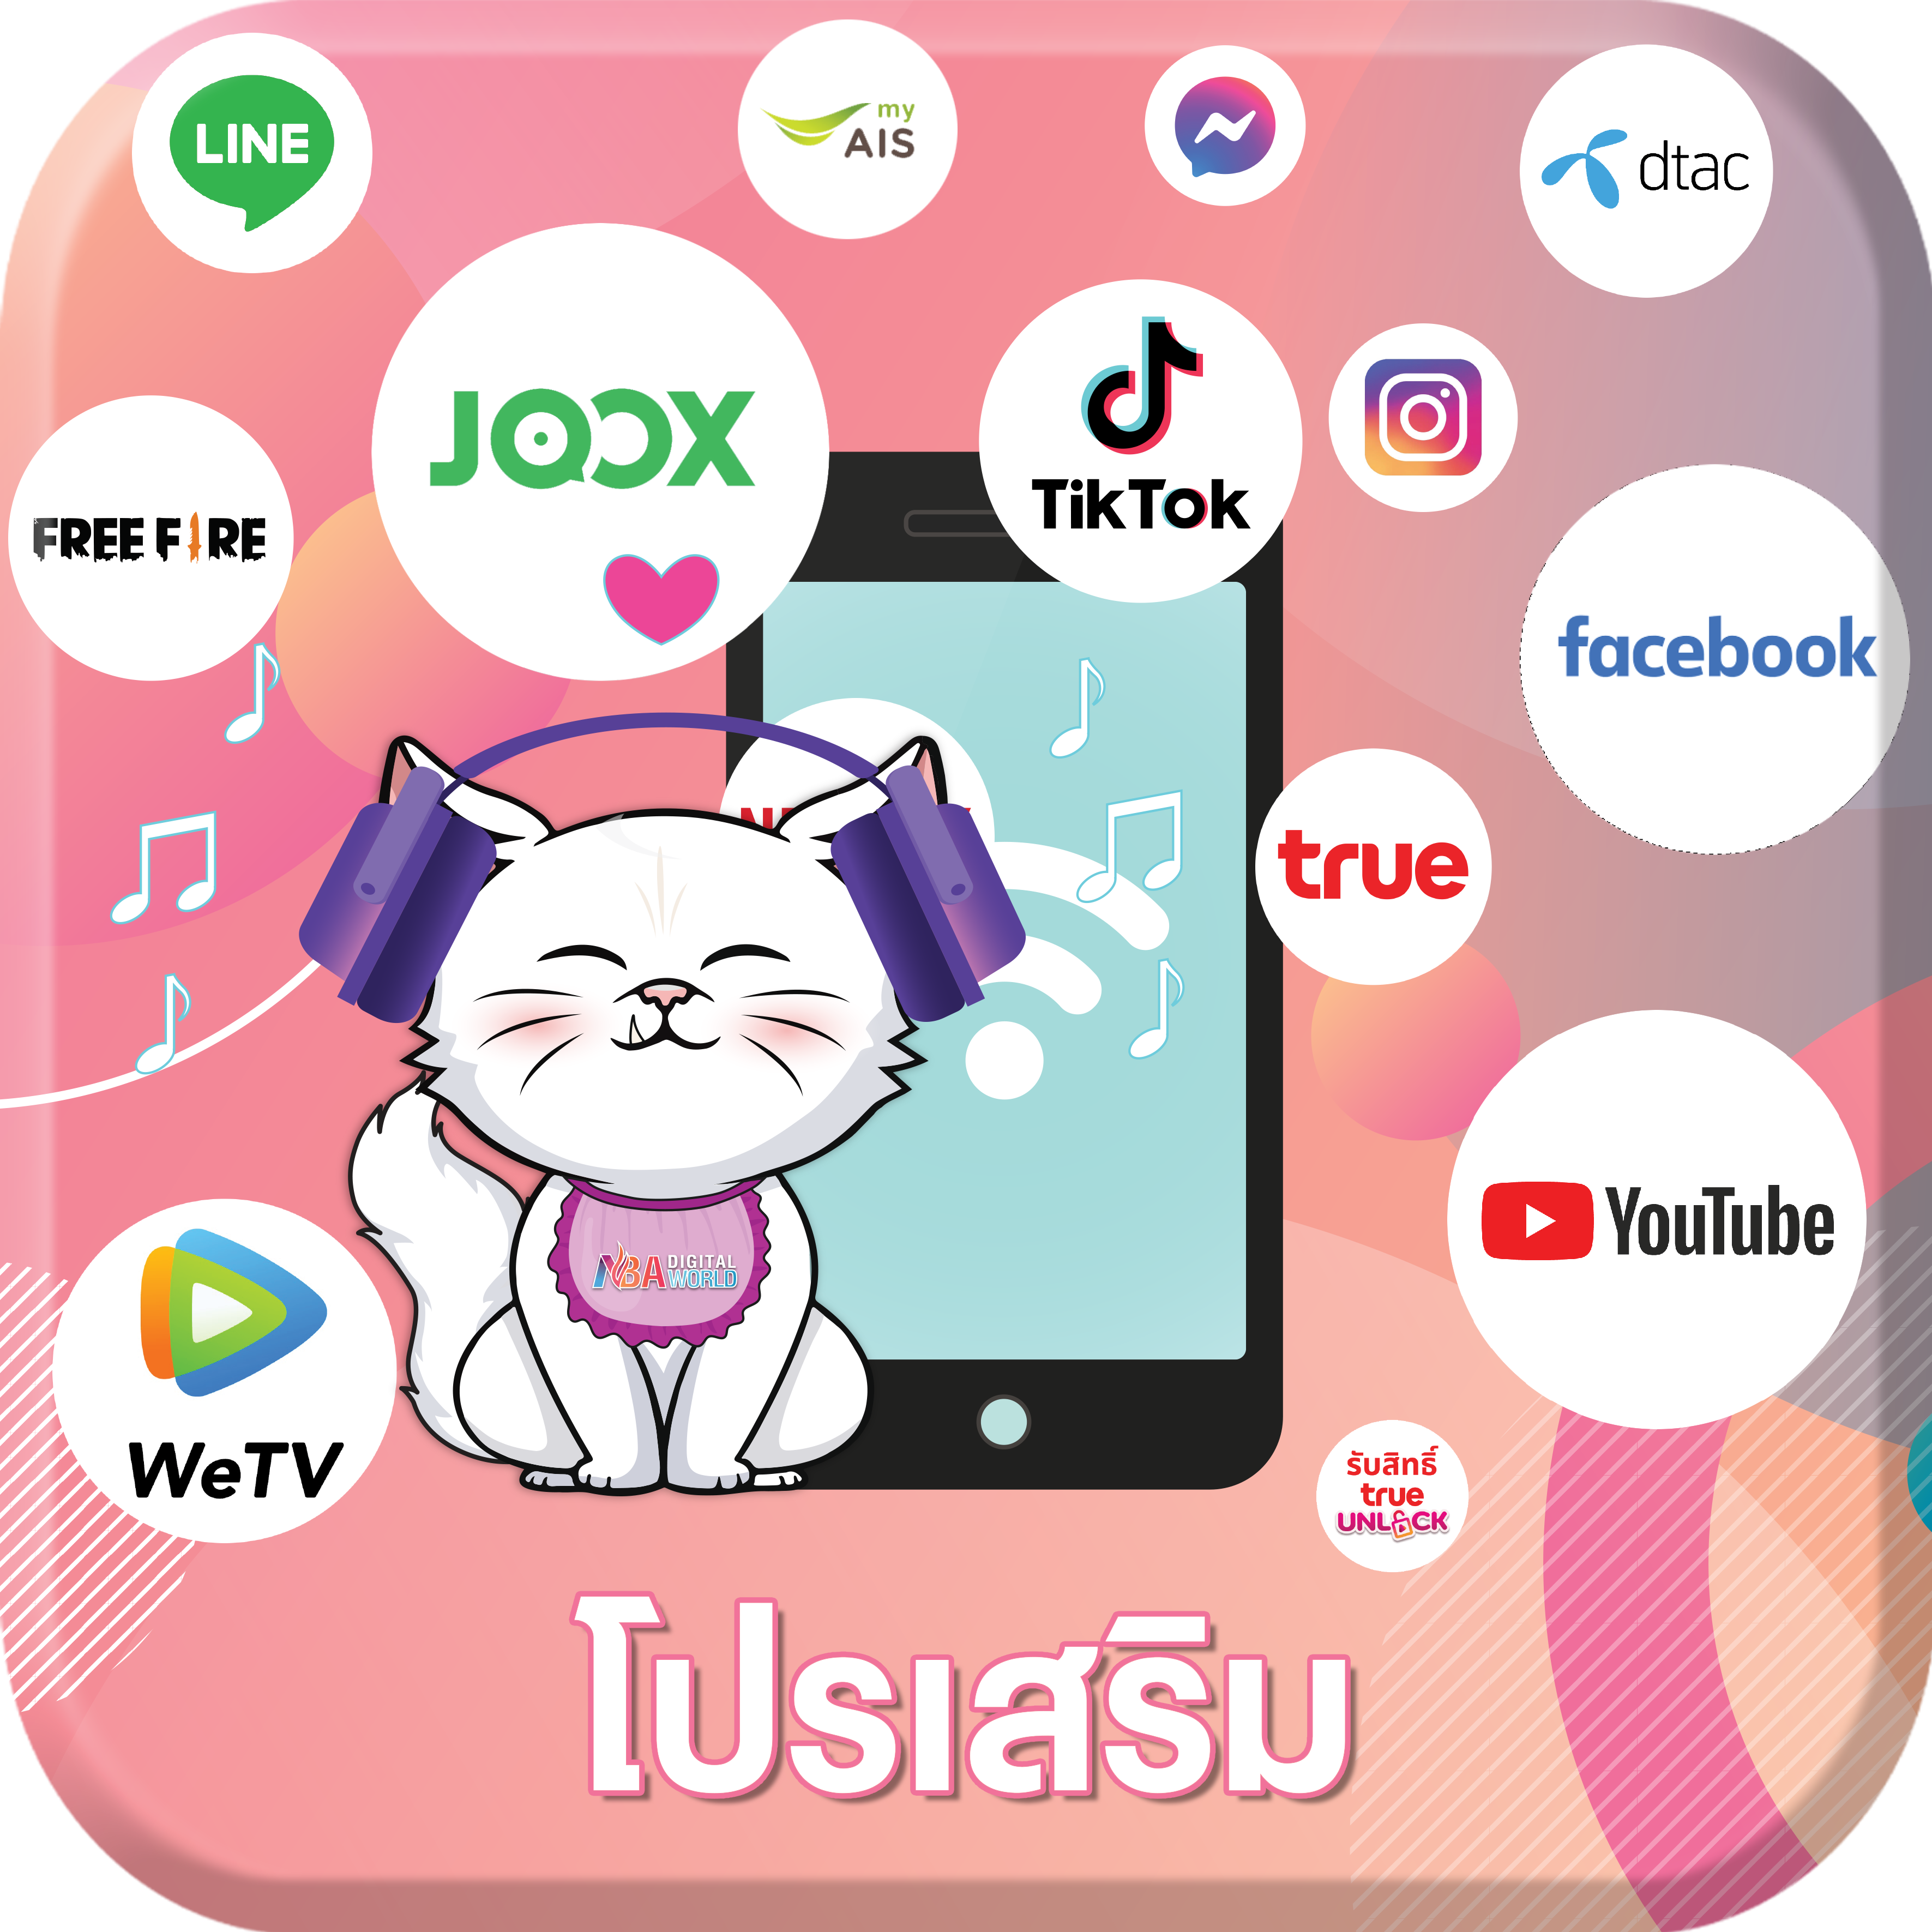 LINE
my
AIS
dtac
JOOX
TikTok
FREE FIRE
facebook
true
YouTube
NBA DIGITAL
WORLD
WeTV
รับสิทธิ์
true
UNLOCK
โปรเสริม